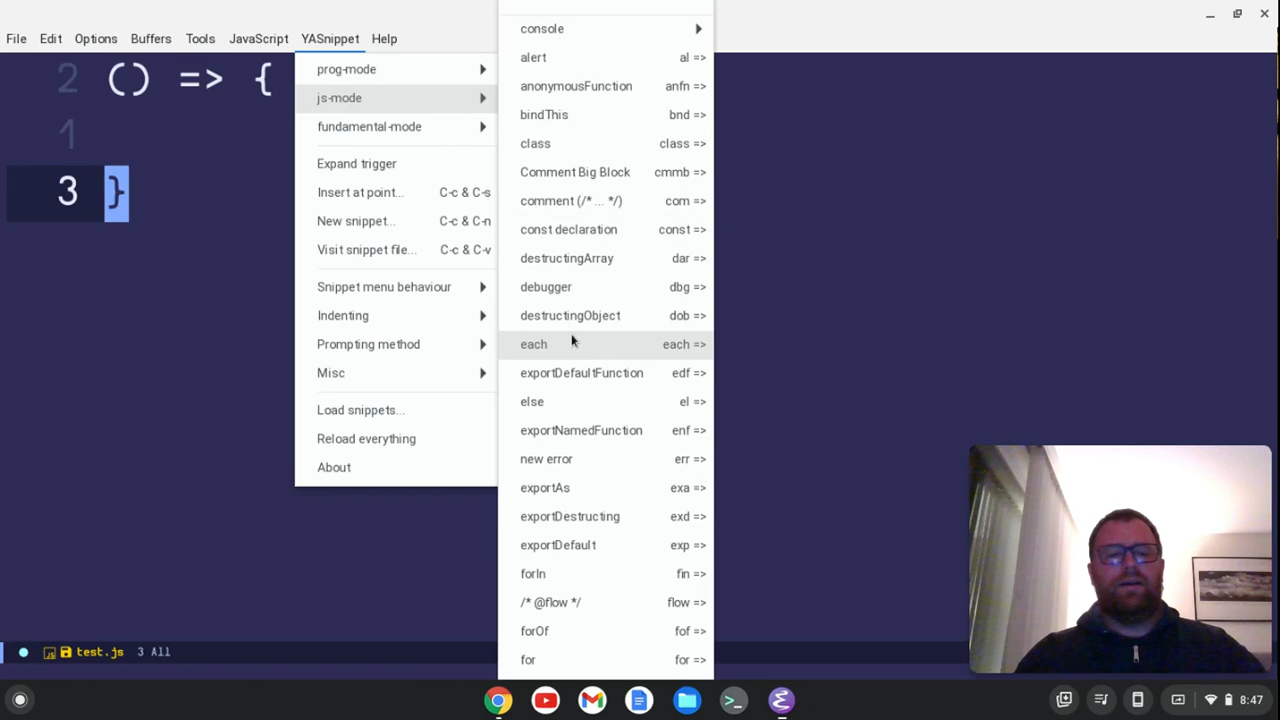 File Edit Options Buffers Tools JavaScript YASnippet Help
2 () => {
1
3 }
prog-mode
js-mode
fundamental-mode
Expand trigger
Insert at point... C-c & C-s
New snippet... C-c & C-n
Visit snippet file... C-c & C-v
Snippet menu behaviour
Indenting
Prompting method
Misc
Load snippets...
Reload everything
About
console
alert al =>
anonymousFunction anfn =>
bindThis bnd =>
class class =>
Comment Big Block cmmb =>
comment (/* ... */) com =>
const declaration const =>
destructingArray dar =>
debugger dbg =>
destructingObject dob =>
each each =>
exportDefaultFunction edf =>
else el =>
exportNamedFunction enf =>
new error err =>
exportAs exa =>
exportDestructing exd =>
exportDefault exp =>
forIn fin =>
/* @flow */ flow =>
forOf fof =>
for for =>
test.js 3 All
8:47